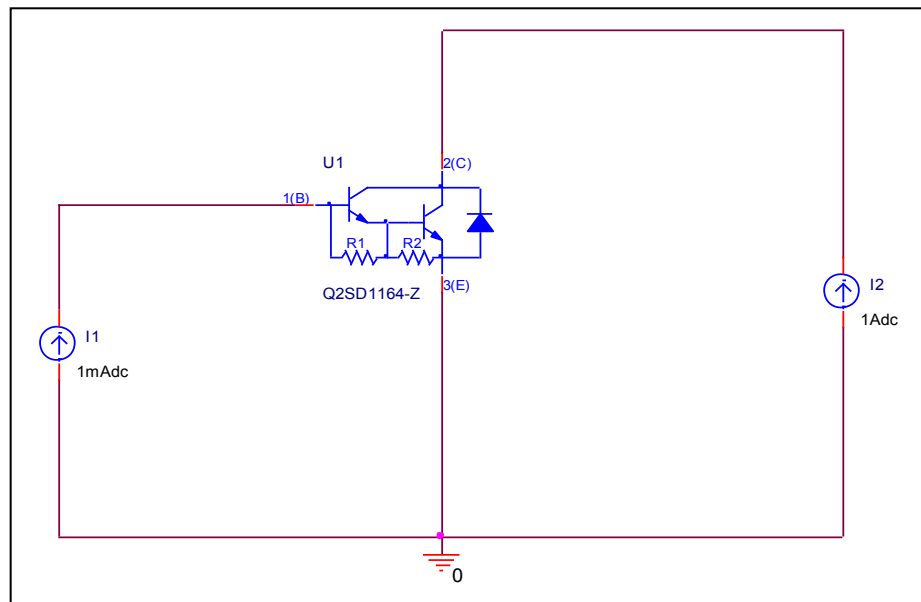 U1
2(C)
1(B)
R1
R2
3(E)
Q2SD1164-Z
I1
1mAdc
I2
1Adc
0